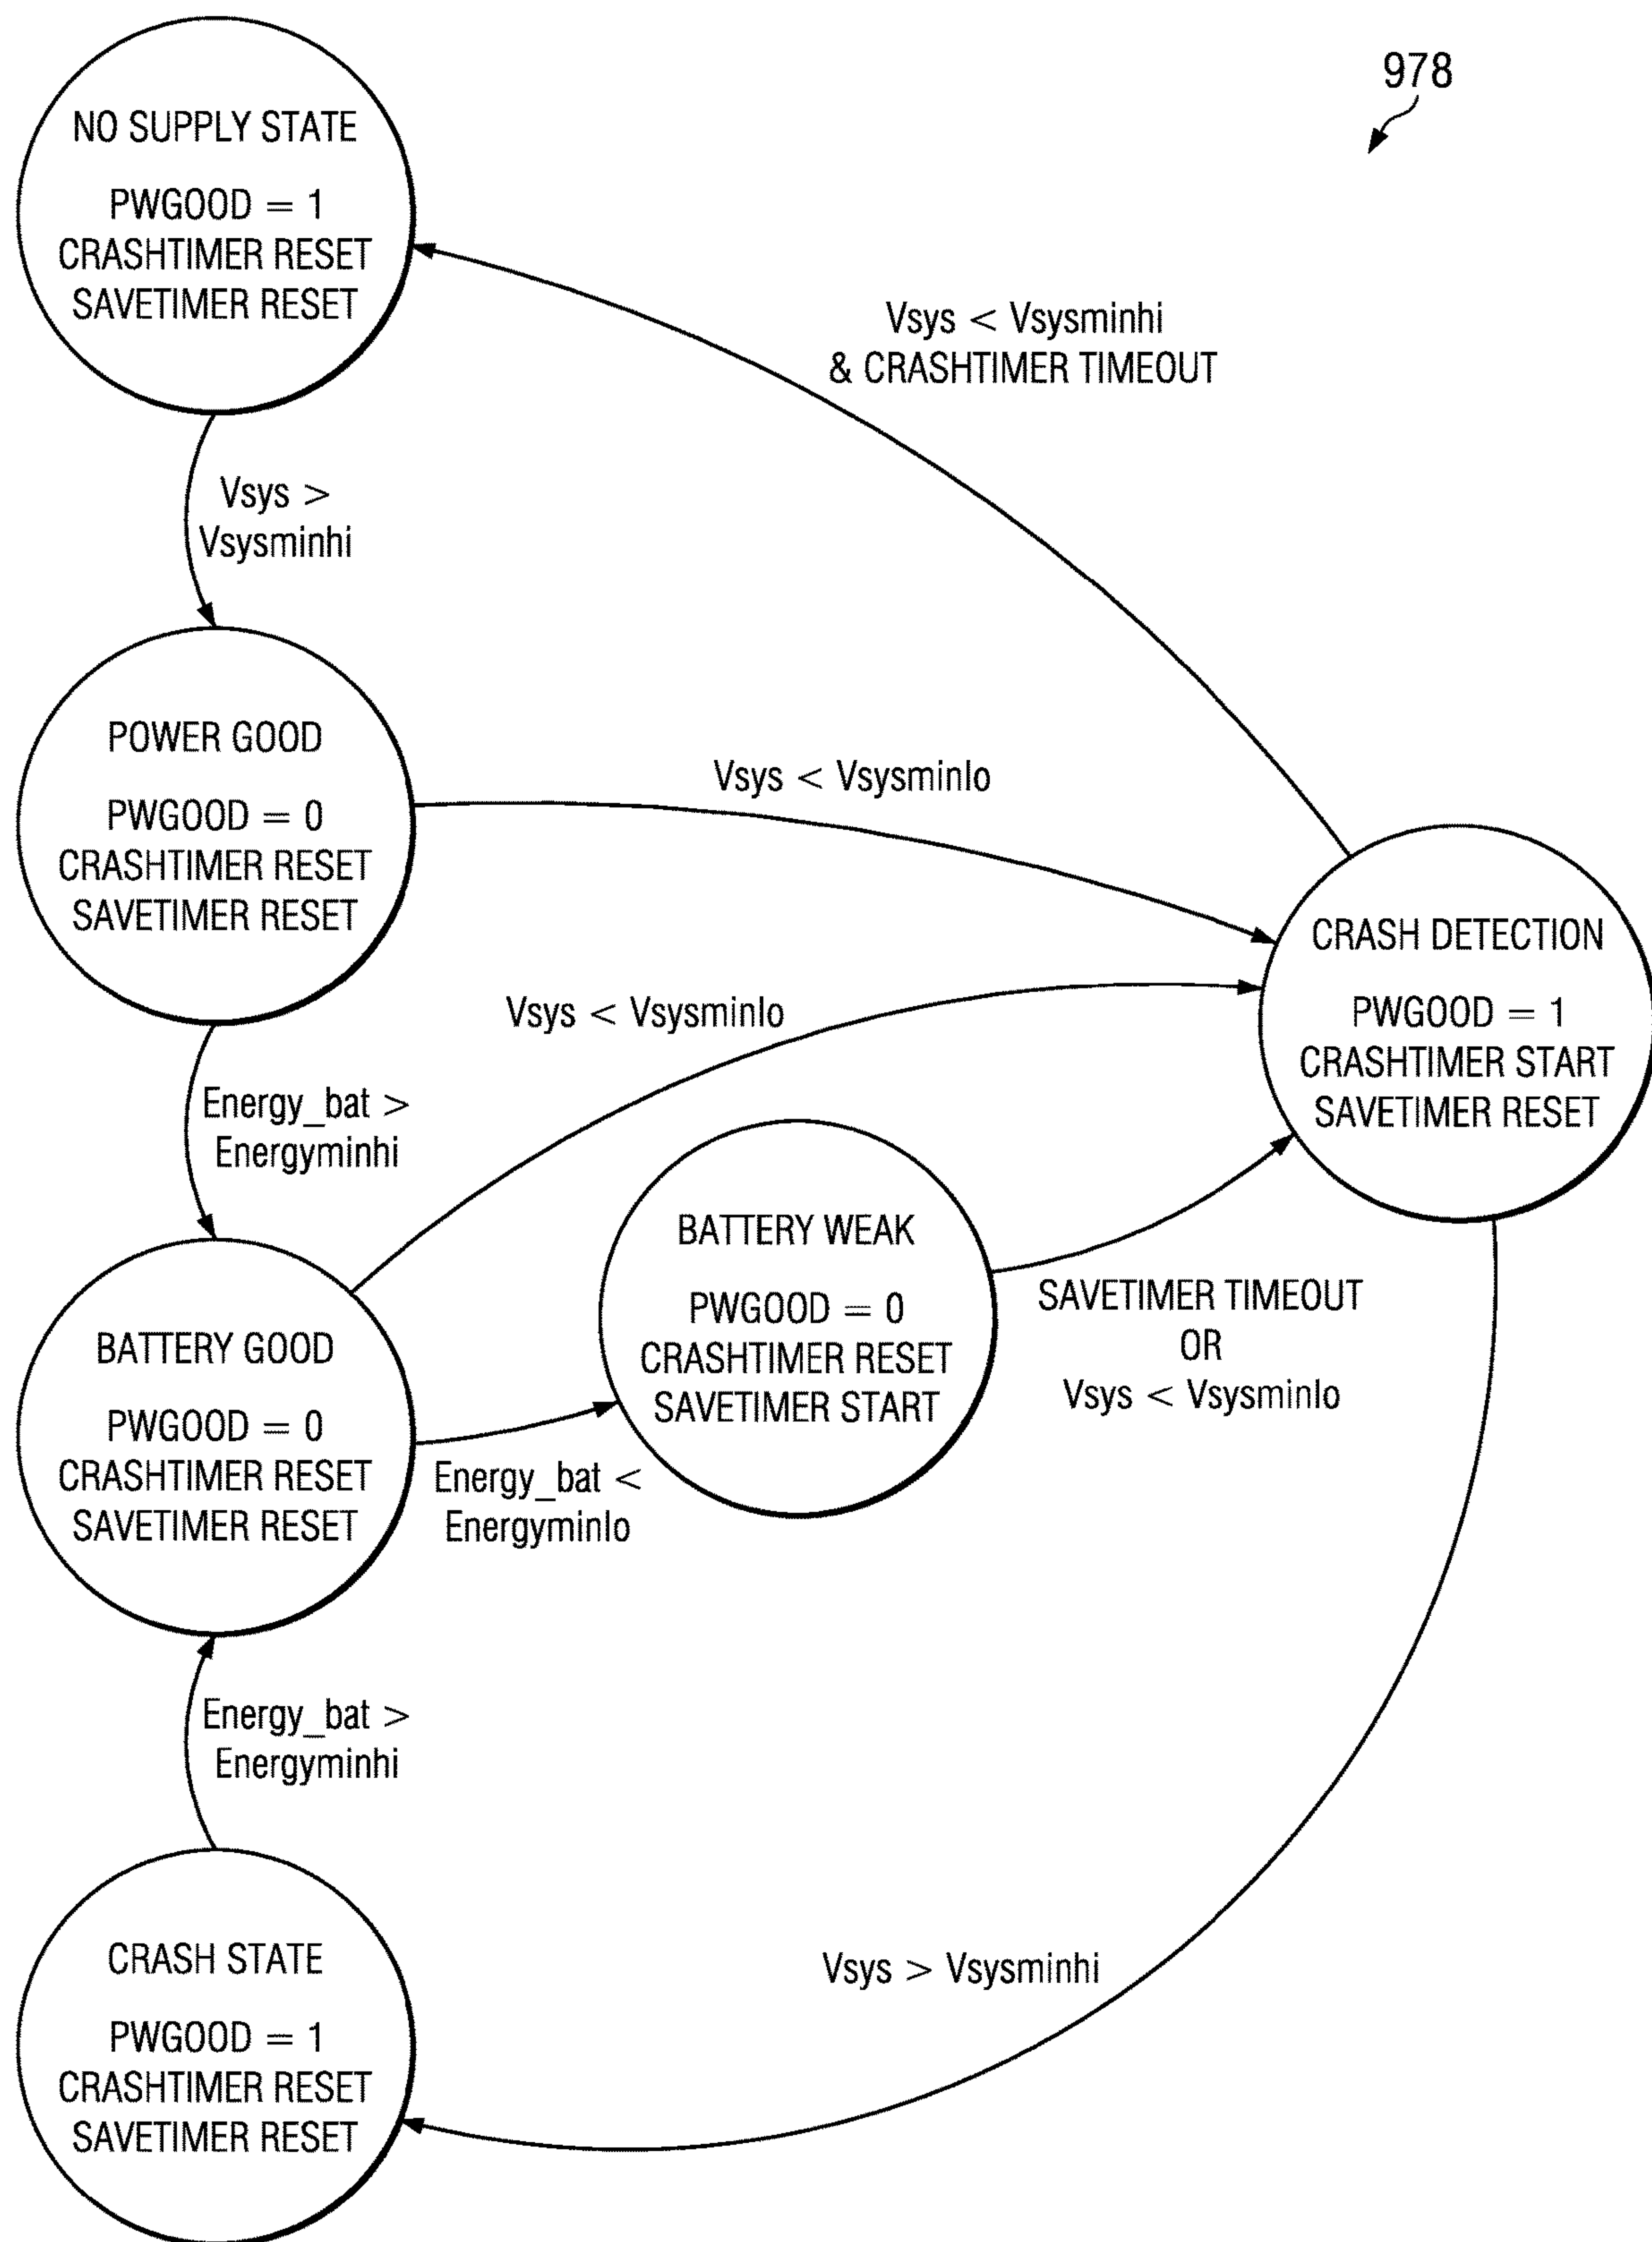 978
NO SUPPLY STATE
PWGOOD = 1
CRASHTIMER RESET
SAVETIMER RESET
Vsys < Vsysminhi
& CRASHTIMER TIMEOUT
Vsys >
Vsysminhi
POWER GOOD
PWGOOD = 0
CRASHTIMER RESET
SAVETIMER RESET
Vsys < Vsysminlo
CRASH DETECTION
PWGOOD = 1
CRASHTIMER START
SAVETIMER RESET
Vsys < Vsysminlo
Energy_bat >
Energyminhi
BATTERY WEAK
PWGOOD = 0
CRASHTIMER RESET
SAVETIMER START
SAVETIMER TIMEOUT
OR
Vsys < Vsysminlo
BATTERY GOOD
PWGOOD = 0
CRASHTIMER RESET
SAVETIMER RESET
Energy_bat <
Energyminlo
Energy_bat >
Energyminhi
CRASH STATE
PWGOOD = 1
CRASHTIMER RESET
SAVETIMER RESET
Vsys > Vsysminhi